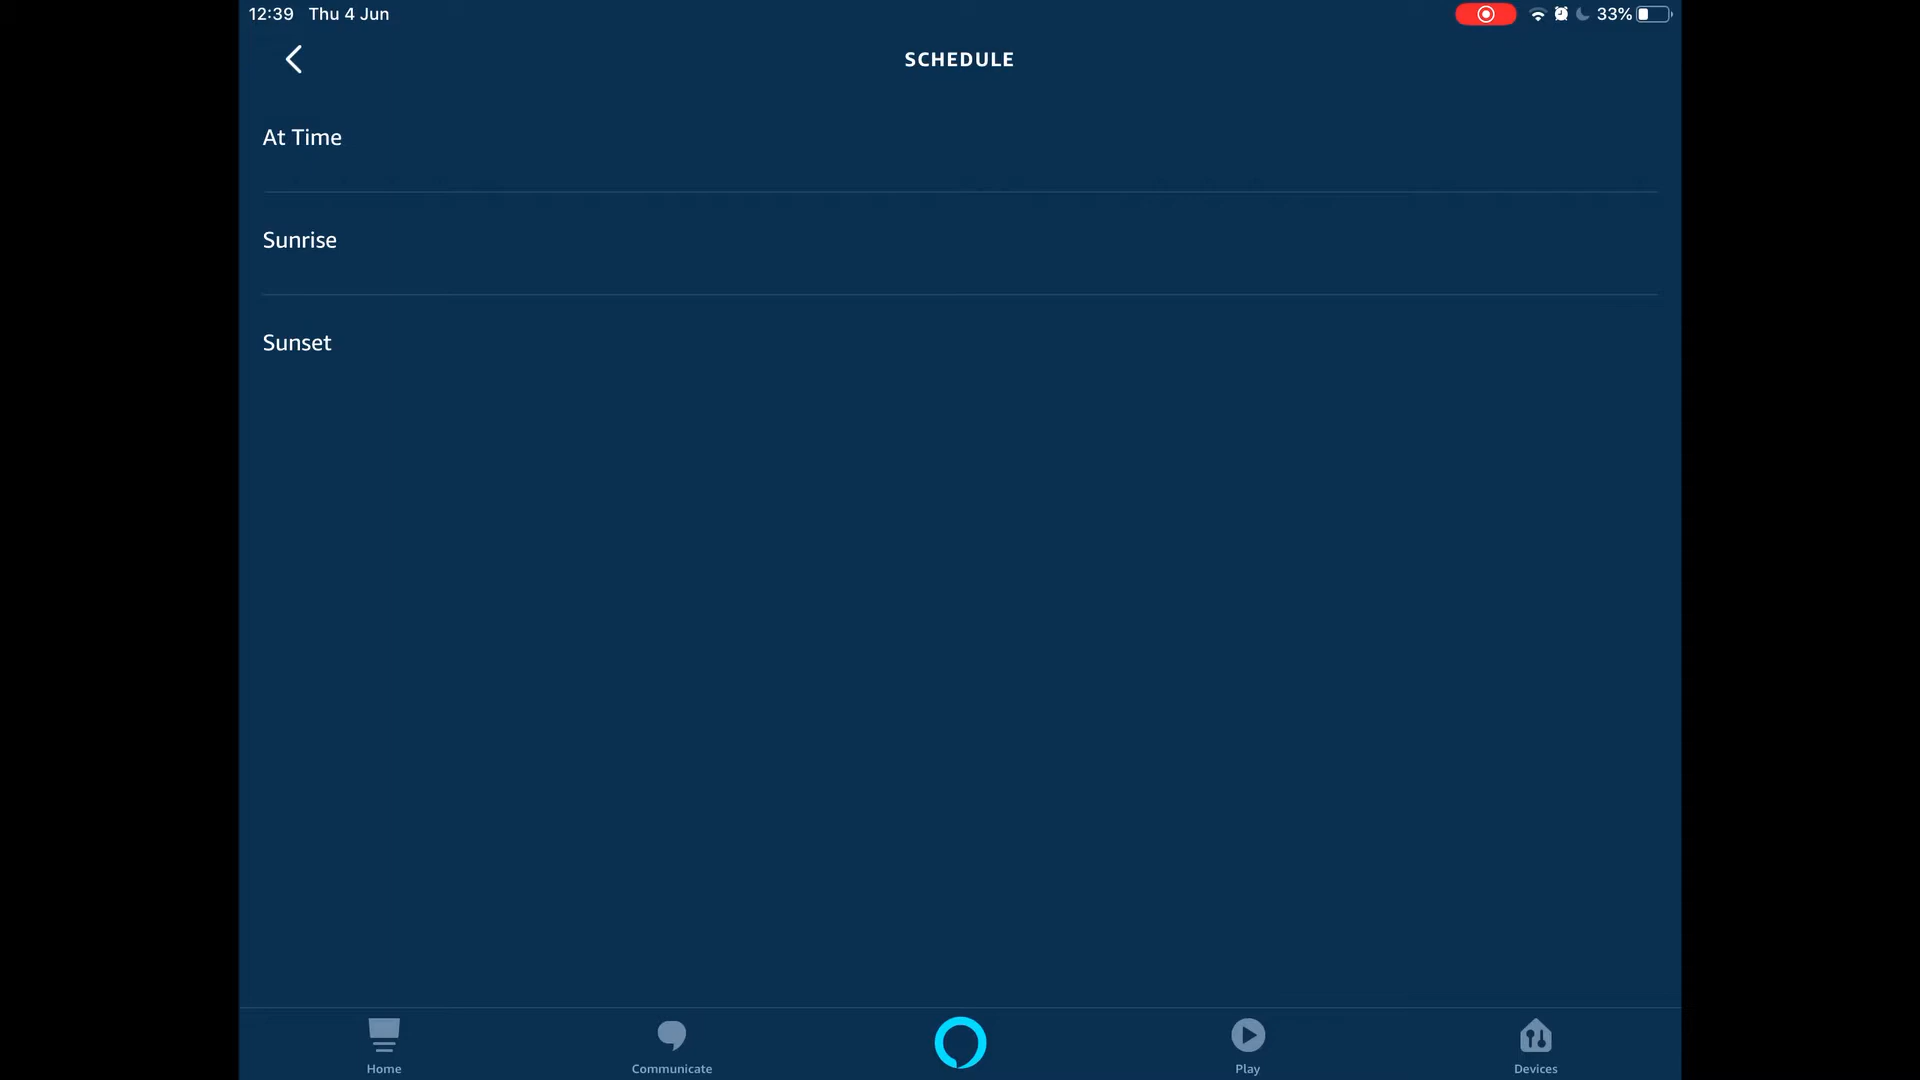 12:39 Thu 4 Jun
33%
SCHEDULE
At Time
Sunrise
Sunset
Home
Communicate
Play
Devices